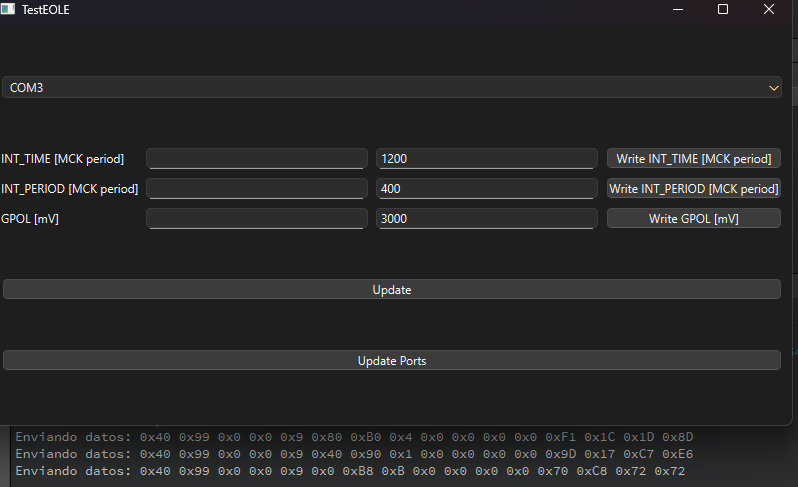 TestEOLE
COM3
INT_TIME [MCK period] 1200 Write INT_TIME [MCK period]
INT_PERIOD [MCK period] 400 Write INT_PERIOD [MCK period]
GPOL [mV] 3000 Write GPOL [mV]
Update
Update Ports
Enviando datos: 0x40 0x99 0x0 0x0 0x9 0x80 0xB0 0x4 0x0 0x0 0x0 0x0 0xF1 0x1C 0x1D 0x8D
Enviando datos: 0x40 0x99 0x0 0x0 0x9 0x40 0x90 0x1 0x0 0x0 0x0 0x0 0x9D 0x17 0xC7 0xE6
Enviando datos: 0x40 0x99 0x0 0x0 0x9 0x0 0xB8 0xB 0x0 0x0 0x0 0x0 0x70 0xC8 0x72 0x72